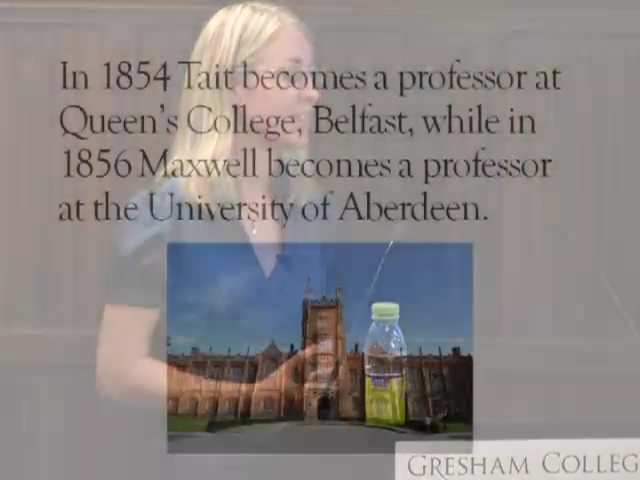 In 1854 Tait becomes a professor at
Queen's College, Belfast, while in
1856 Maxwell becomes a professor
at the University of Aberdeen.
GRESHAM COLLEG